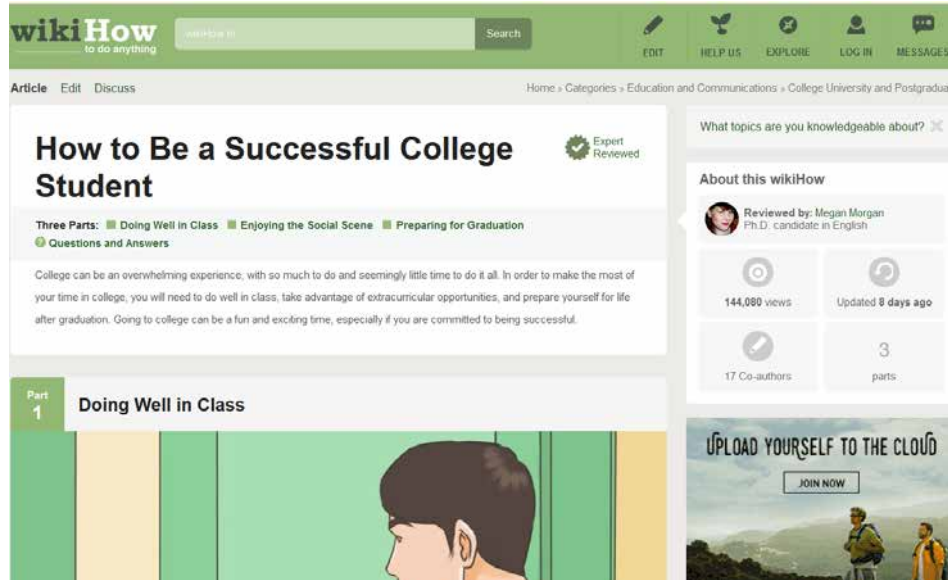 wikiHow
to do anything
wikiHow to
Search
EDIT
HELP US
EXPLORE
LOG IN
MESSAGES
Article Edit Discuss
Home » Categories » Education and Communications » College University and Postgradua
How to Be a Successful College
Student
Expert
Reviewed
Three Parts: Doing Well in Class Enjoying the Social Scene Preparing for Graduation
Questions and Answers
College can be an overwhelming experience, with so much to do and seemingly little time to do it all. In order to make the most of
your time in college, you will need to do well in class, take advantage of extracurricular opportunities, and prepare yourself for life
after graduation. Going to college can be a fun and exciting time, especially if you are committed to being successful.
Part
1
Doing Well in Class
What topics are you knowledgeable about?
About this wikiHow
Reviewed by: Megan Morgan
Ph.D. candidate in English
144,080 views
Updated 8 days ago
17 Co-authors
3
parts
UPLOAD YOURSELF TO THE CLOUD
JOIN NOW